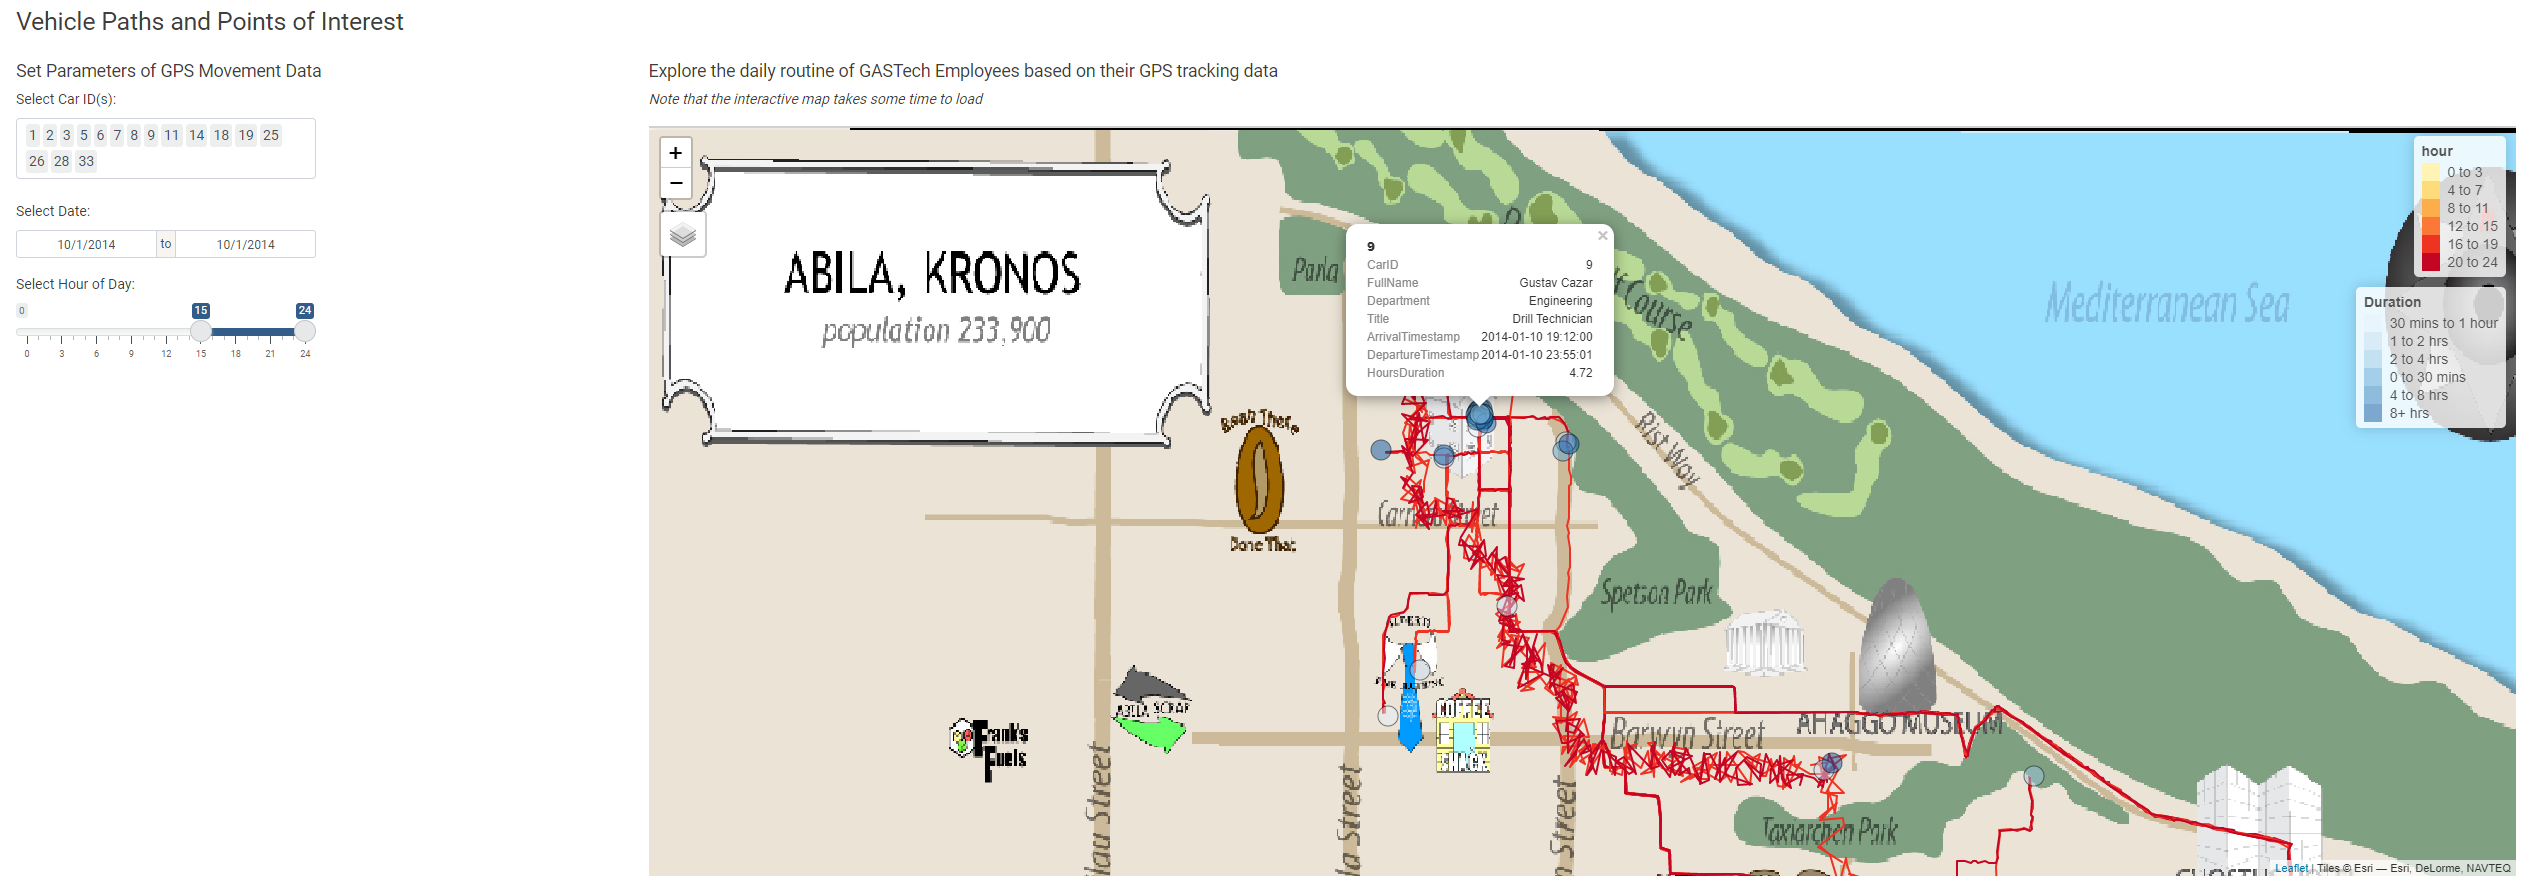 Vehicle Paths and Points of Interest
Set Parameters of GPS Movement Data
Select Car ID(s):
1 2 3 5 6 7 8 9 11 14 18 19 25
26 28 33
Select Date:
10/1/2014 to 10/1/2014
Select Hour of Day:
0 15 24
0 3 6 9 12 15 18 21 24
Explore the daily routine of GASTech Employees based on their GPS tracking data
Note that the interactive map takes some time to load
+
−
ABILA, KRONOS
population 233,900
9
×
CarID 9
FullName Gustav Cazar
Department Engineering
Title Drill Technician
ArrivalTimestamp 2014-01-10 19:12:00
DepartureTimestamp 2014-01-10 23:55:01
HoursDuration 4.72
hour
0 to 3
4 to 7
8 to 11
12 to 15
16 to 19
20 to 24
Duration
30 mins to 1 hour
1 to 2 hrs
2 to 4 hrs
0 to 30 mins
4 to 8 hrs
8+ hrs
Mediterranean Sea
Parla
Course
Rist Way
Done That
Street
Spetson Park
ABILA SCRAP
Frank's
Fuels
COFFEE
SHACK
Barwyn Street
AHAGGO MUSEUM
Taxiarchen Park
Street
Street
Street
Leaflet | Tiles © Esri — Esri, DeLorme, NAVTEQ